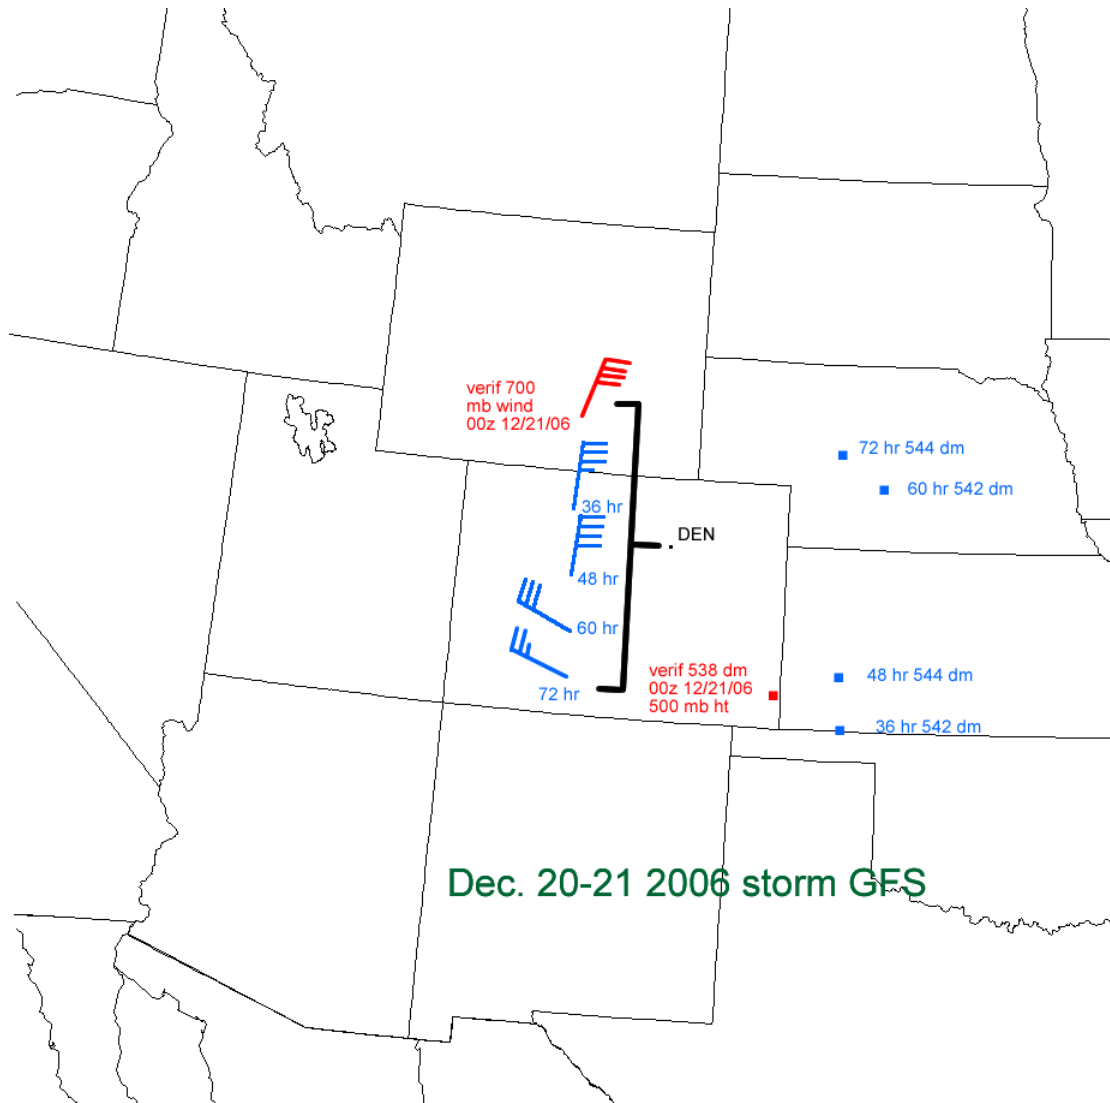 verif 700
mb wind
00z 12/21/06
72 hr 544 dm
60 hr 542 dm
36 hr
DEN
48 hr
60 hr
verif 538 dm
00z 12/21/06
500 mb ht
48 hr 544 dm
72 hr
36 hr 542 dm
Dec. 20-21 2006 storm GFS